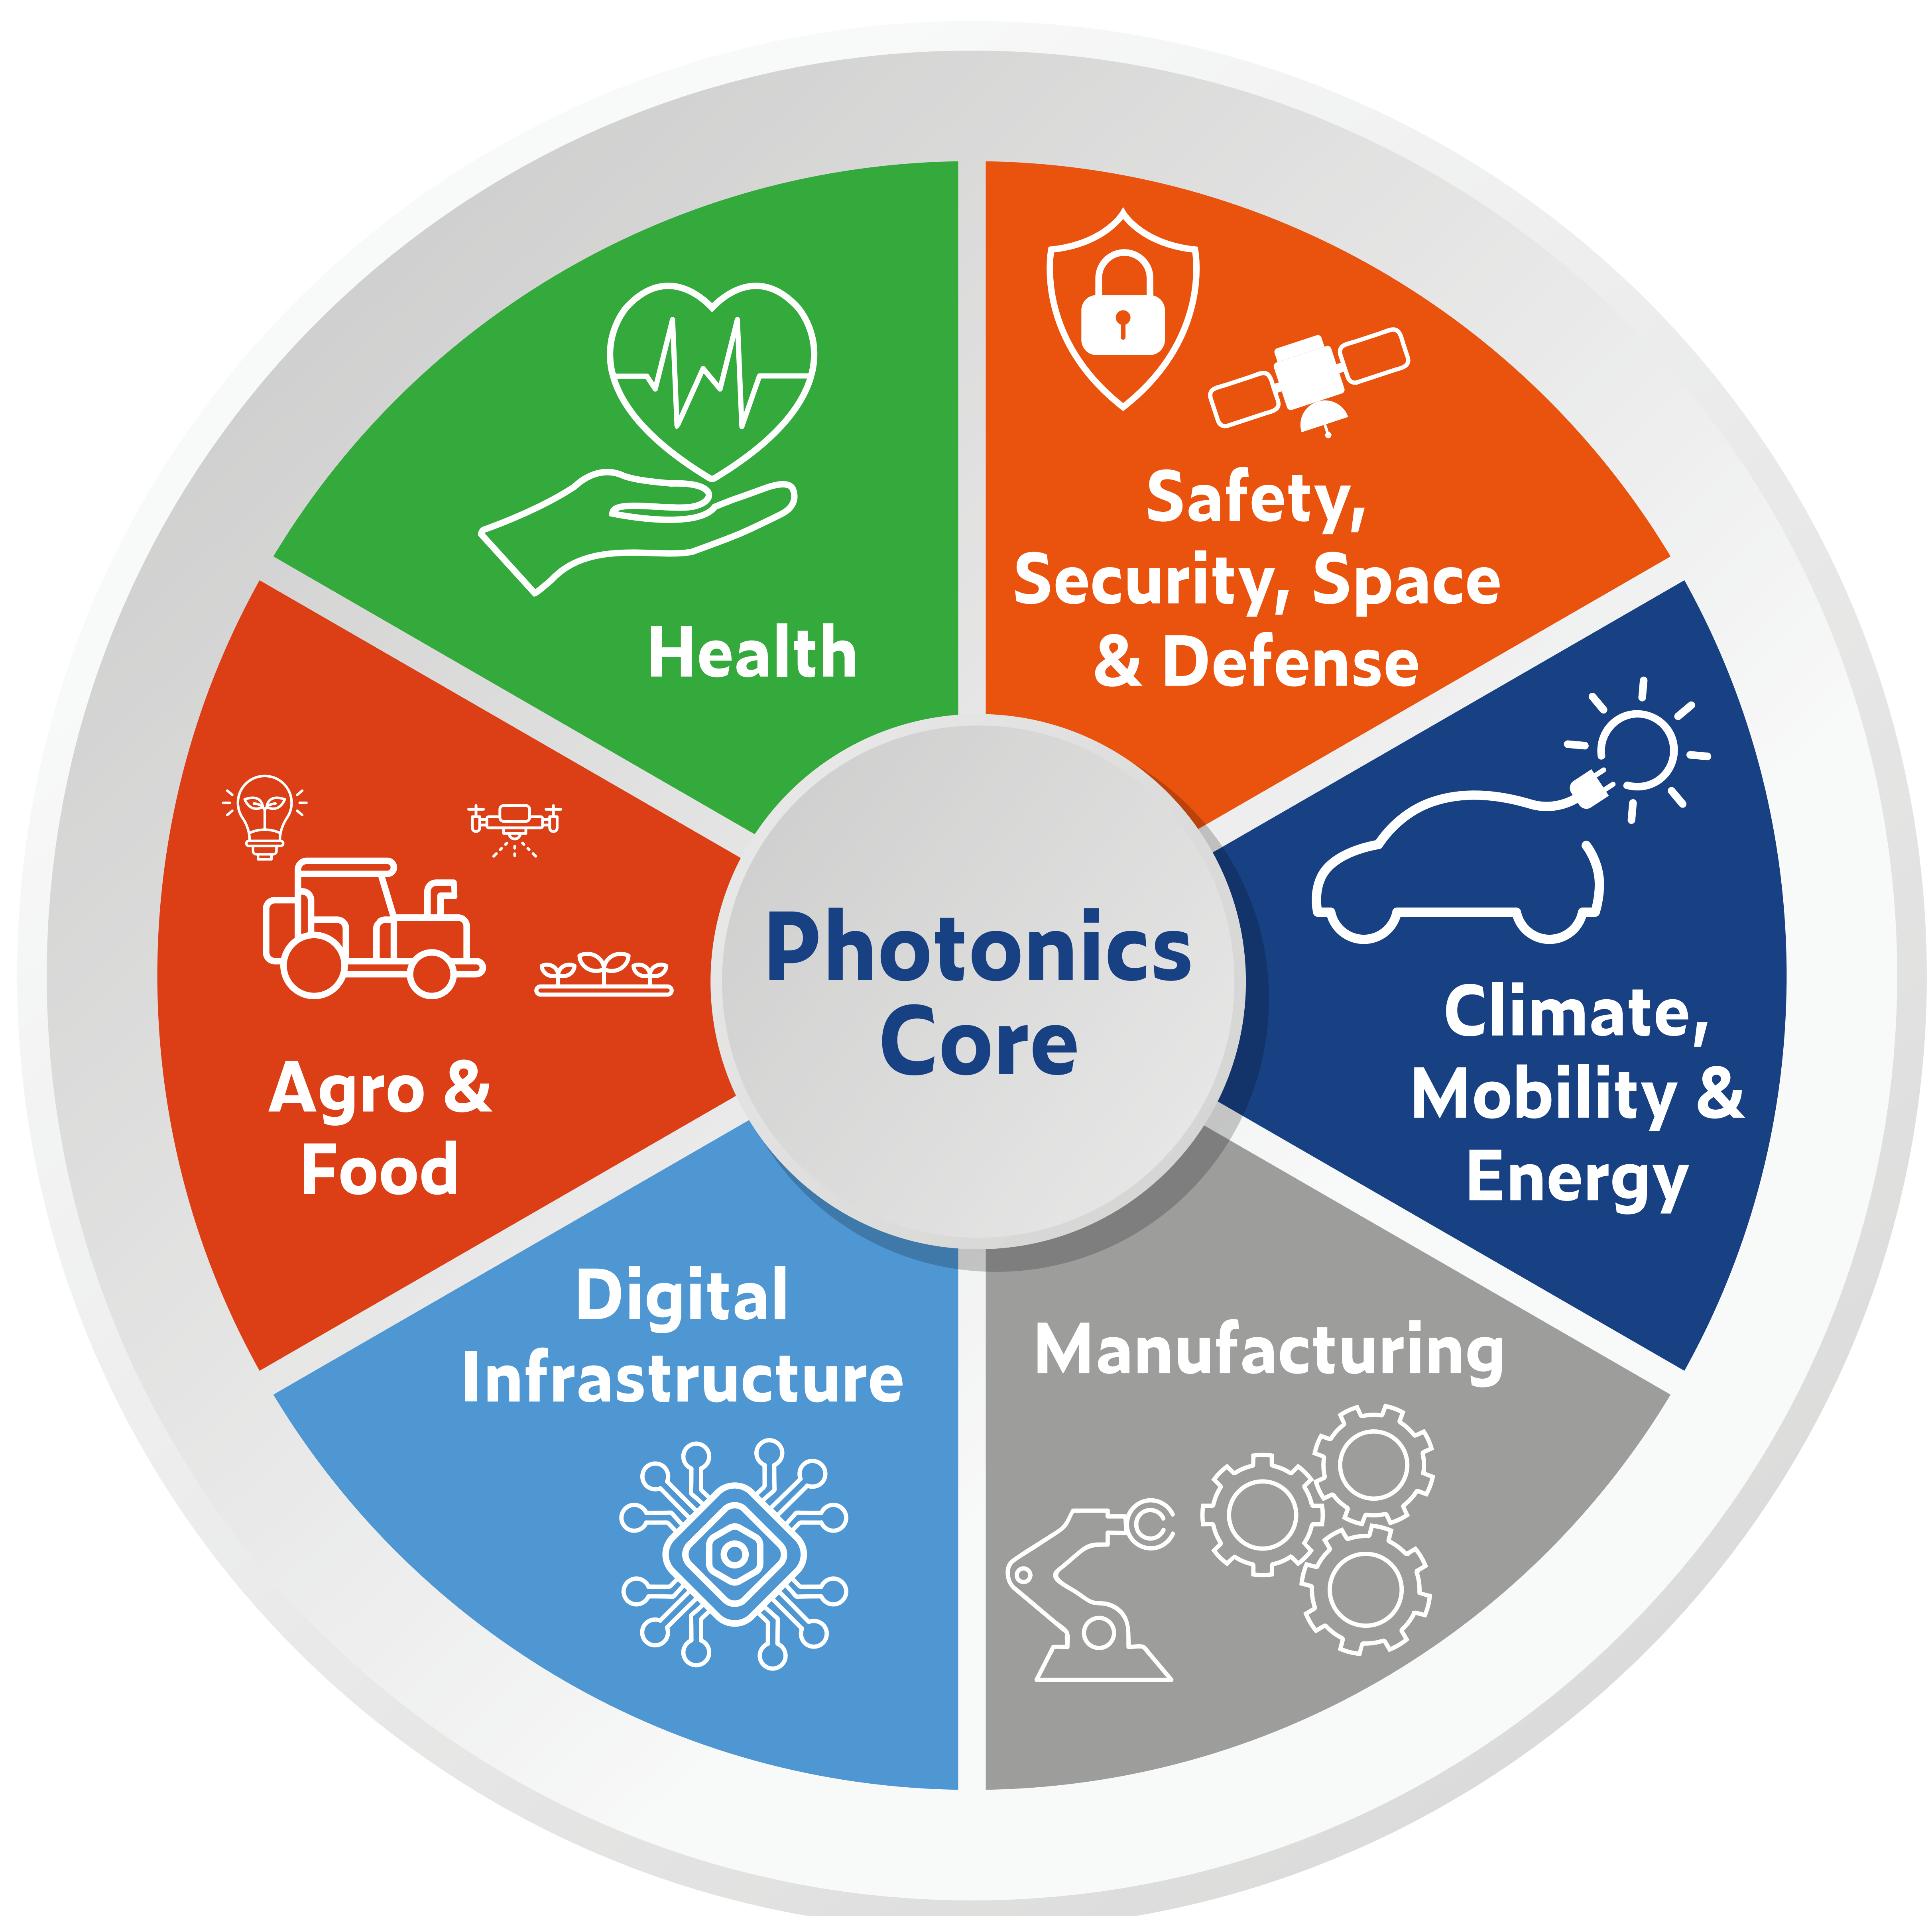 Health
Safety,
Security, Space
& Defense
Climate,
Mobility &
Energy
Manufacturing
Digital
Infrastructure
Agro &
Food
Photonics
Core